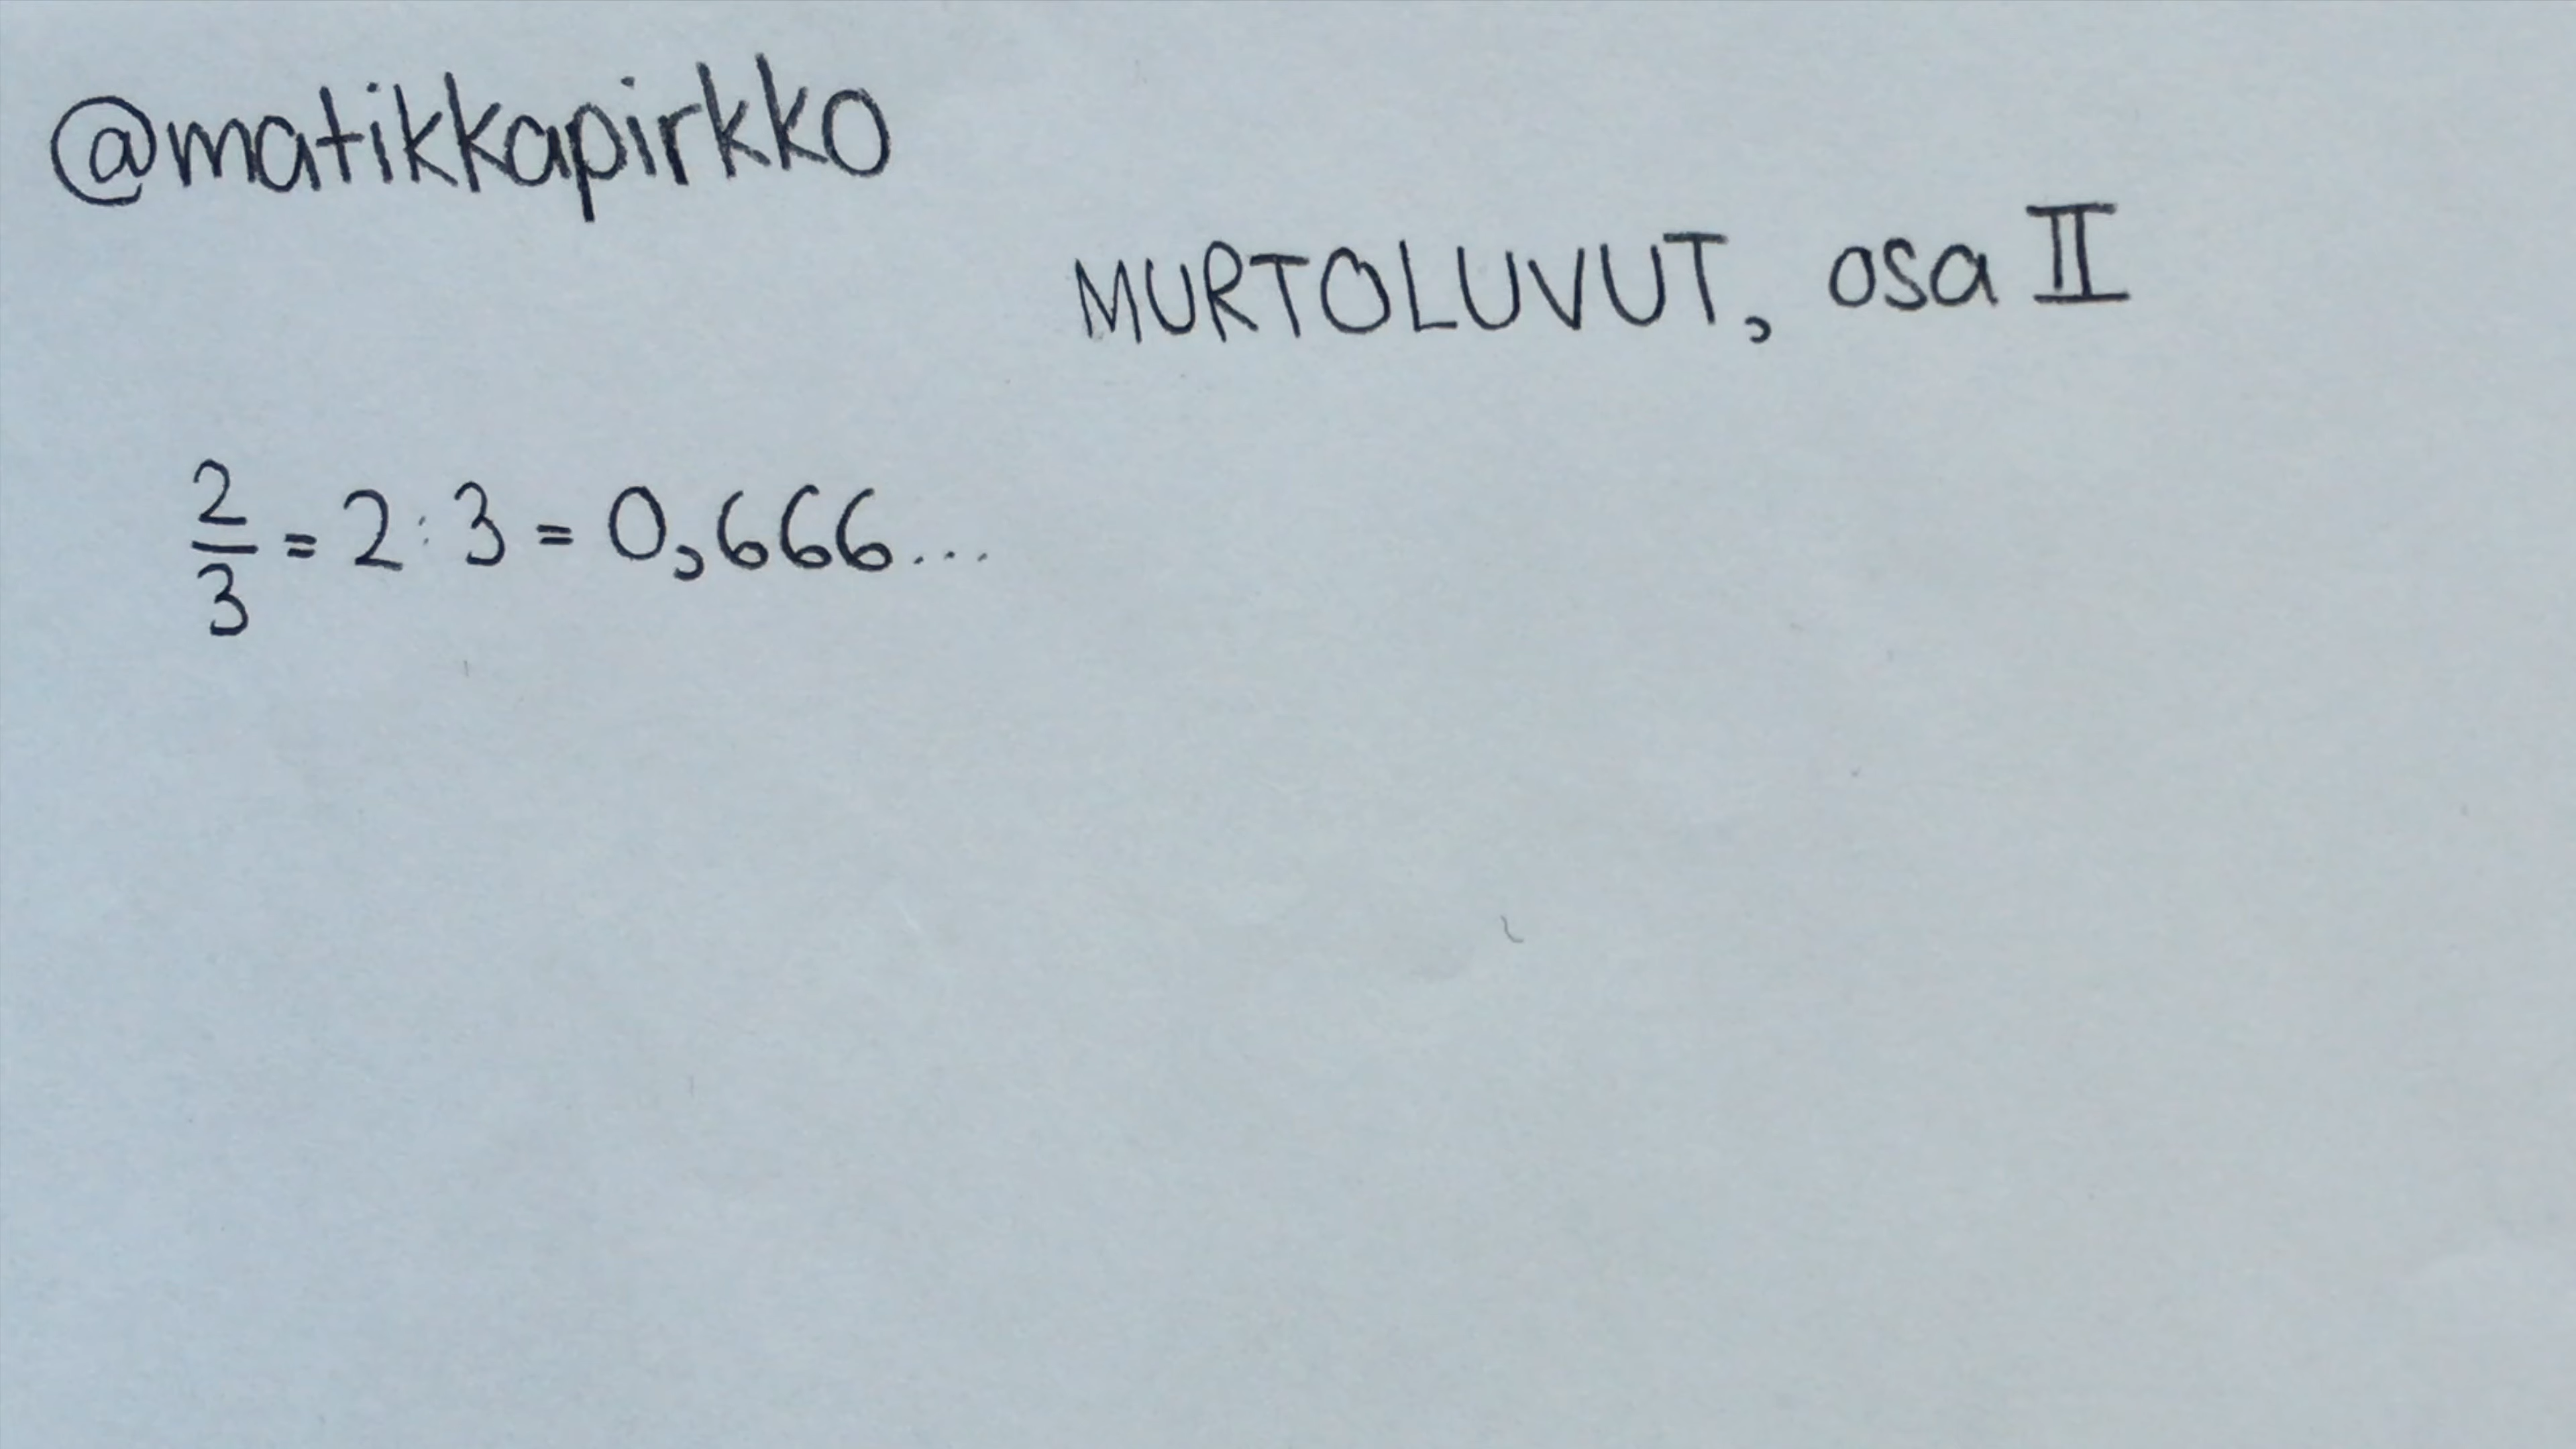 @matikkapirkko
MURTOLUVUT, osa II
2/3 = 2 : 3 = 0,666...